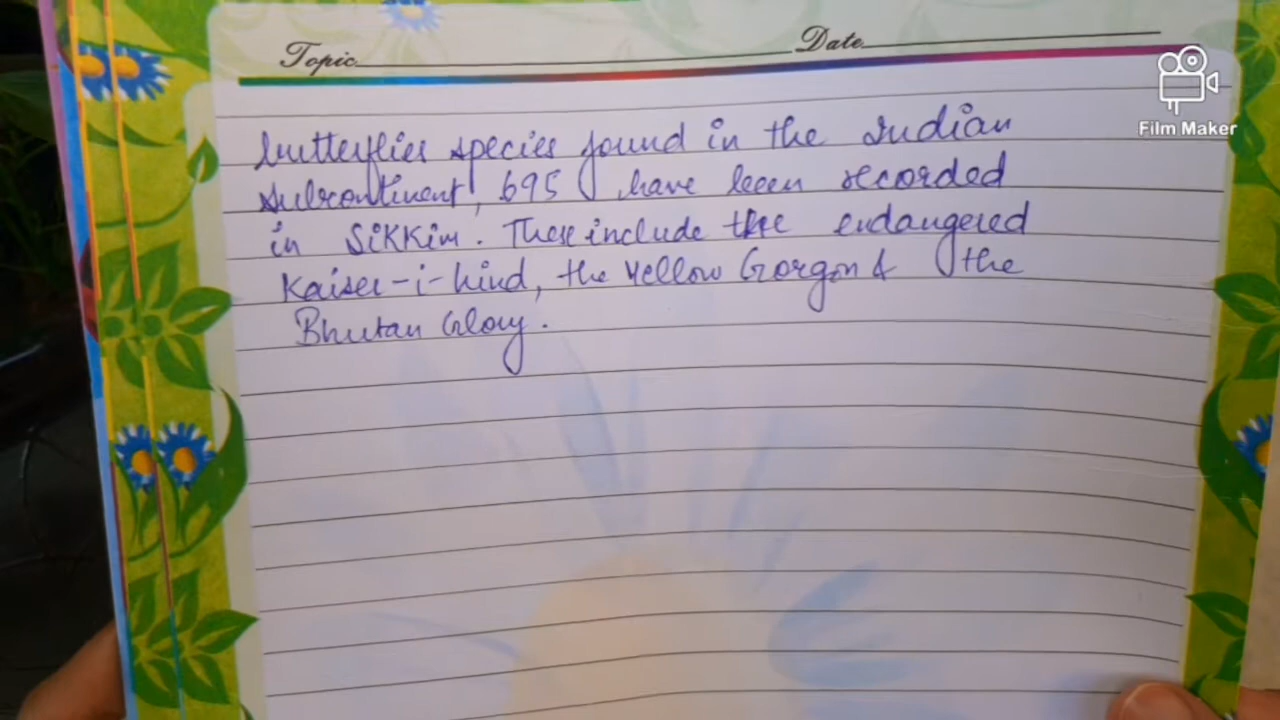 Topic
Date
Film Maker
butterflies species found in the Indian
subcontinent, 695 have been recorded
in SiKKim. These include the endangered
Kaiser-i-hind, the Yellow Gorgon &  the
Bhutan Glory.